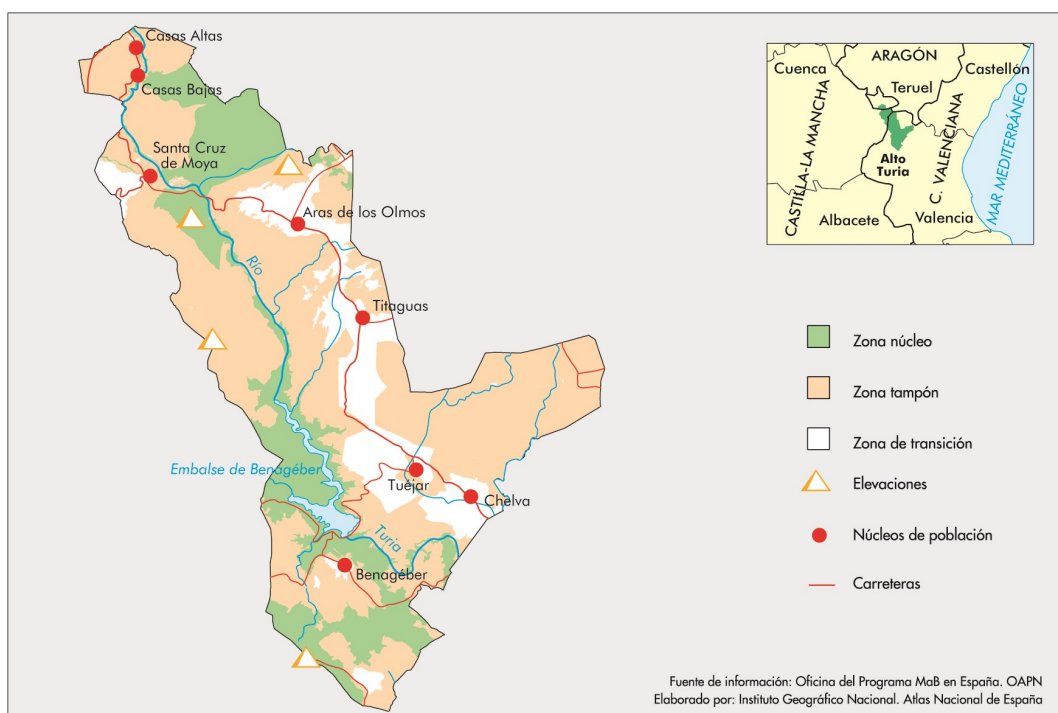 Casas Altas
Casas Bajas
Santa Cruz
de Moya
Aras de los Olmos
Río
Titaguas
Embalse de Benagéber
Tuéjar
Chelva
Turia
Benagéber
ARAGÓN
Cuenca
Castellón
Teruel
CASTILLA-LA MANCHA
Alto
Turia
C. VALENCIANA
MAR MEDITERRÁNEO
Albacete
Valencia
Zona núcleo
Zona tampón
Zona de transición
Elevaciones
Núcleos de población
Carreteras
Fuente de información: Oficina del Programa MaB en España. OAPN
Elaborado por: Instituto Geográfico Nacional. Atlas Nacional de España